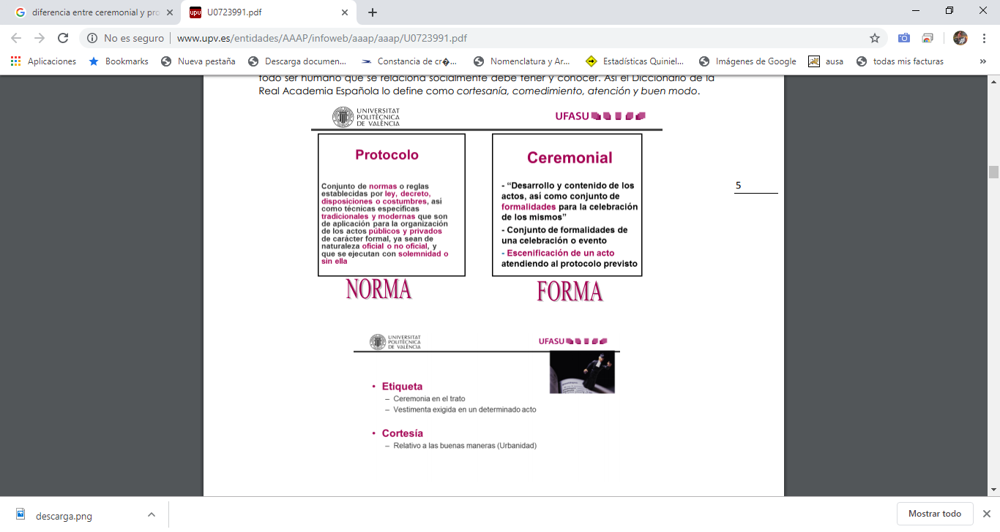 diferencia entre ceremonial y pro
U0723991.pdf
No es seguro
www.upv.es/entidades/AAAP/infoweb/aaap/aaap/U0723991.pdf
Aplicaciones
Bookmarks
Nueva pestaña
Descarga documen...
Constancia de cr�...
Nomenclatura y Ar...
Estadísticas Quiniel...
Imágenes de Google
ausa
todas mis facturas
»
todo ser humano que se relaciona socialmente debe tener y conocer. Así el Diccionario de la
Real Academia Española lo define como cortesanía, comedimiento, atención y buen modo.
UNIVERSITAT
POLITÈCNICA
DE VALÈNCIA
UFASU
Protocolo
Conjunto de normas o reglas
establecidas por ley, decreto,
disposiciones o costumbres, así
como técnicas especificas
tradicionales y modernas que son
de aplicación para la organización
de los actos públicos y privados
de carácter formal, ya sean de
naturaleza oficial o no oficial, y
que se ejecutan con solemnidad o
sin ella
NORMA
Ceremonial
- “Desarrollo y contenido de los
actos, así como conjunto de
formalidades para la celebración
de los mismos”
- Conjunto de formalidades de
una celebración o evento
- Escenificación de un acto
atendiendo al protocolo previsto
FORMA
5
UNIVERSITAT
POLITÈCNICA
DE VALÈNCIA
UFASU
• Etiqueta
– Ceremonia en el trato
– Vestimenta exigida en un determinado acto
• Cortesía
– Relativo a las buenas maneras (Urbanidad)
descarga.png
Mostrar todo